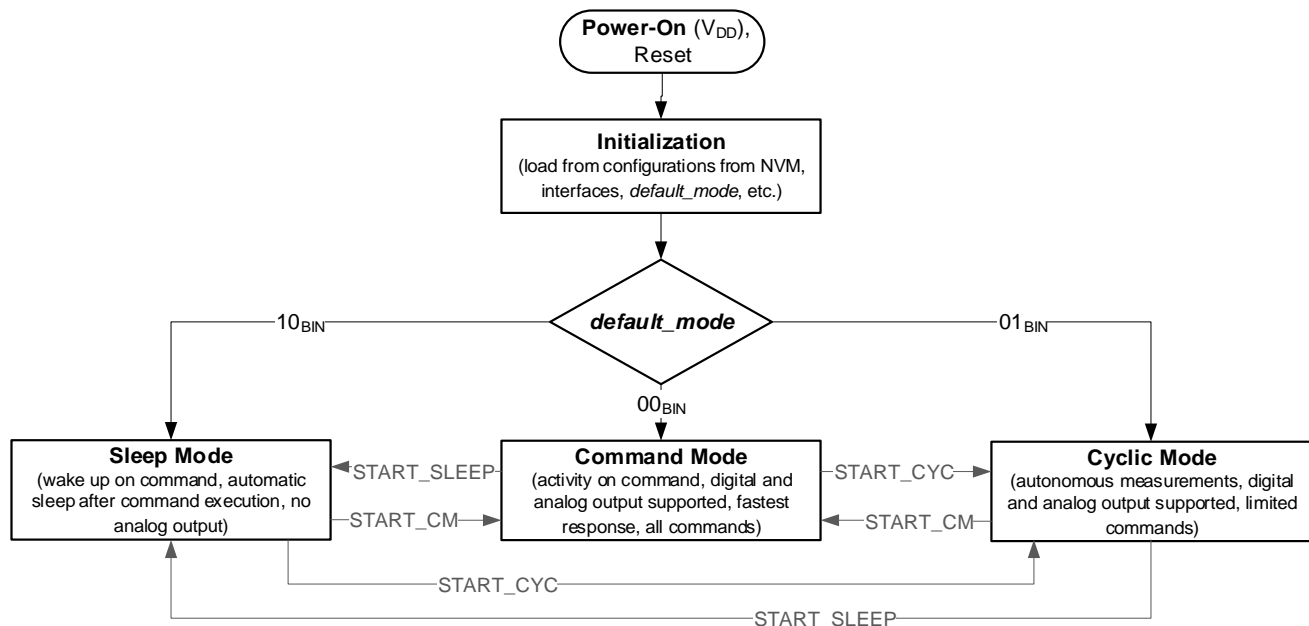 Power-On (VDD),
Reset
Initialization
(load from configurations from NVM,
interfaces, default_mode, etc.)
default_mode
10BIN
01BIN
00BIN
Sleep Mode
(wake up on command, automatic
sleep after command execution, no
analog output)
START_SLEEP
START_CM
Command Mode
(activity on command, digital and
analog output supported, fastest
response, all commands)
START_CYC
START_CM
Cyclic Mode
(autonomous measurements, digital
and analog output supported, limited
commands)
START_CYC
START_SLEEP